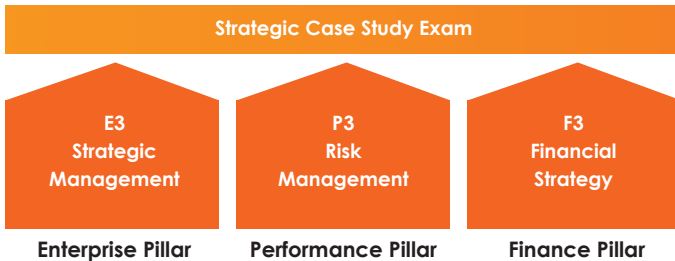 Strategic Case Study Exam
E3
Strategic
Management
P3
Risk
Management
F3
Financial
Strategy
Enterprise Pillar
Performance Pillar
Finance Pillar